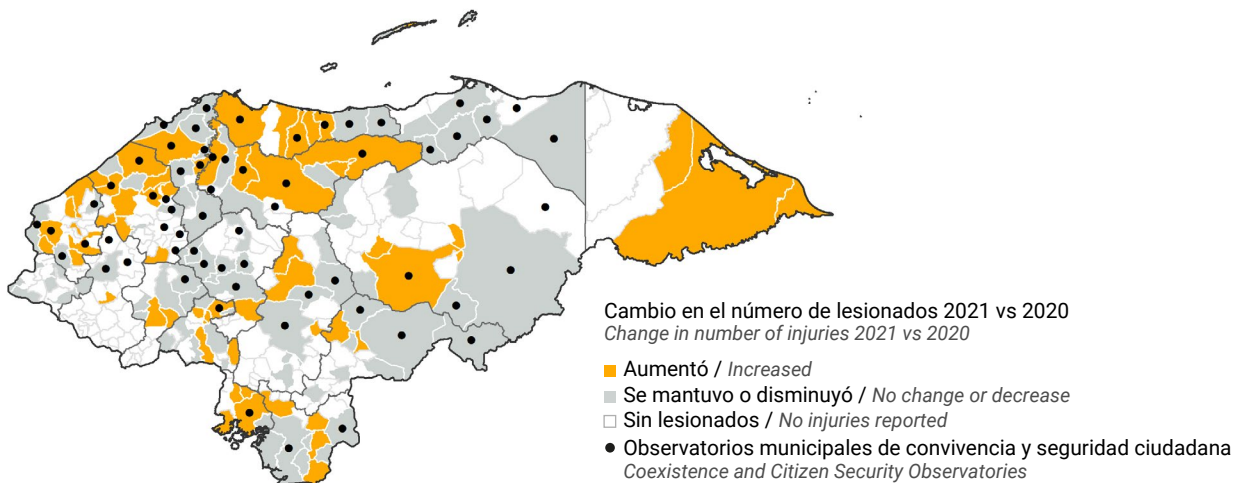 Cambio en el número de lesionados 2021 vs 2020
Change in number of injuries 2021 vs 2020
Aumentó / Increased
Se mantuvo o disminuyó / No change or decrease
Sin lesionados / No injuries reported
Observatorios municipales de convivencia y seguridad ciudadana
Coexistence and Citizen Security Observatories